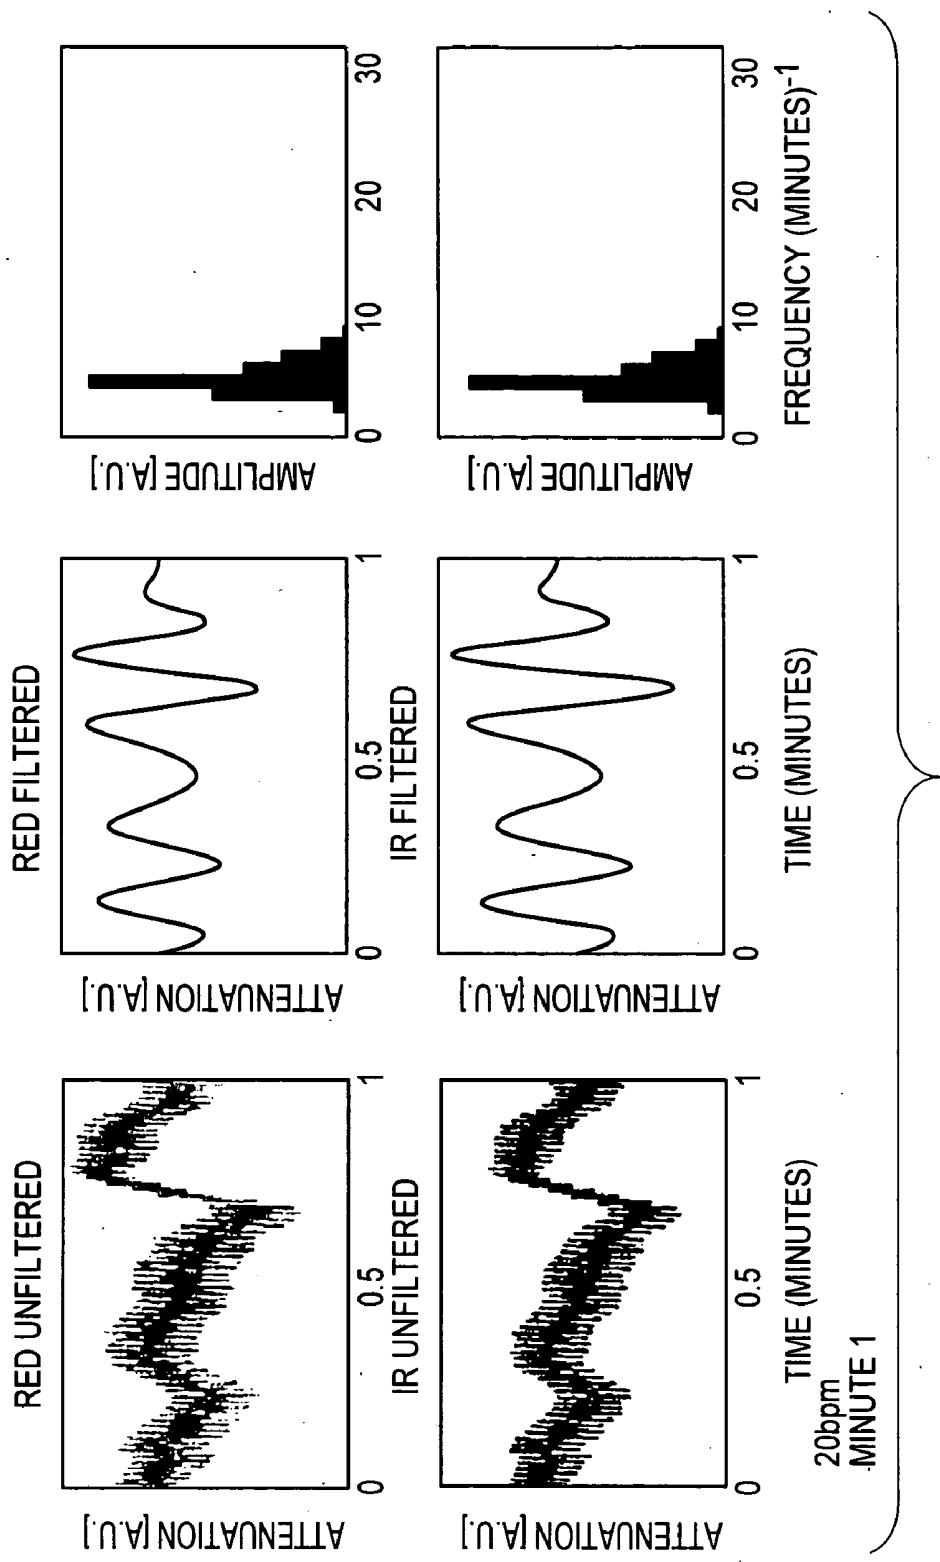 RED UNFILTERED
RED FILTERED
ATTENUATION [A.U.]
0
0.5
1
ATTENUATION [A.U.]
0
0.5
1
AMPLITUDE [A.U.]
0
10
20
30
IR UNFILTERED
IR FILTERED
ATTENUATION [A.U.]
0
0.5
1
ATTENUATION [A.U.]
0
0.5
1
AMPLITUDE [A.U.]
0
10
20
30
TIME (MINUTES)
TIME (MINUTES)
FREQUENCY (MINUTES)-1
20bpm
MINUTE 1